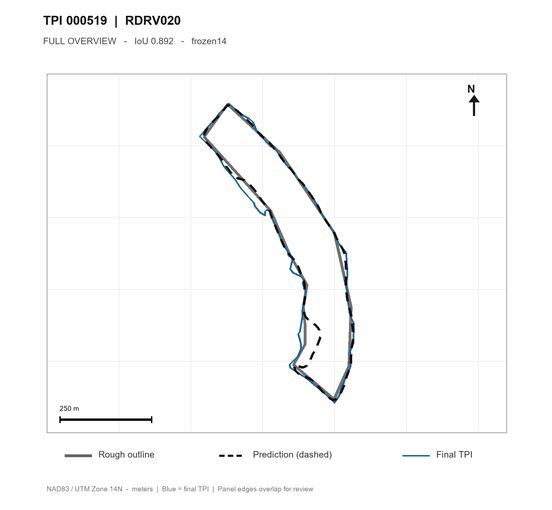 TPI 000519 | RDRV020
FULL OVERVIEW - IoU 0.892 - frozen14
N
250 m
Rough outline
Prediction (dashed)
Final TPI
NAD83 / UTM Zone 14N - meters | Blue = final TPI | Panel edges overlap for review